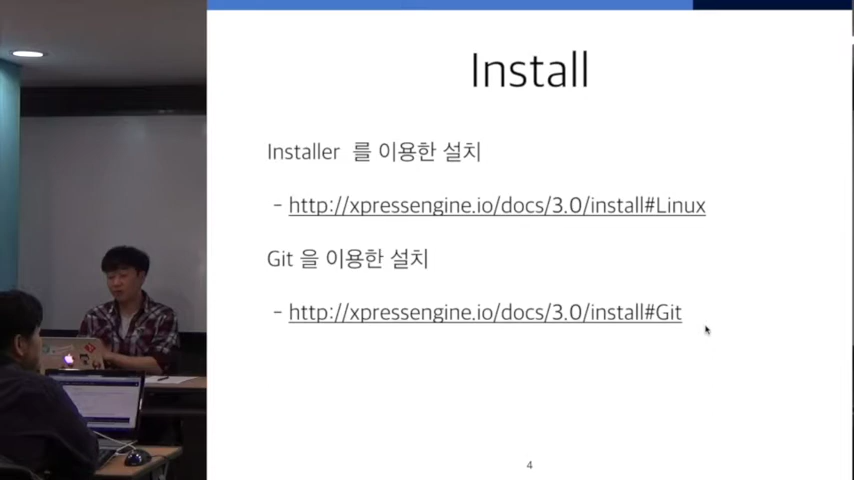 Install
Installer 를 이용한 설치
- http://xpressengine.io/docs/3.0/install#Linux
Git 을 이용한 설치
- http://xpressengine.io/docs/3.0/install#Git
4